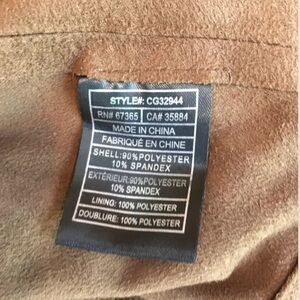 STYLE#: CG32944
RN# 67365 CA# 35884
MADE IN CHINA
FABRIQUÉ EN CHINE
SHELL:90%POLYESTER
10% SPANDEX
EXTÉRIEUR:90%POLYESTER
10% SPANDEX
LINING: 100% POLYESTER
DOUBLURE: 100% POLYESTER